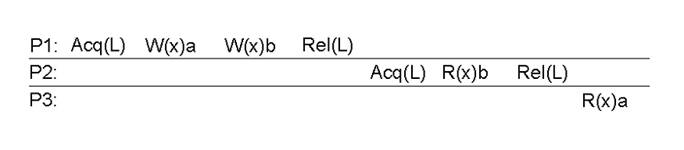 P1: Acq(L) W(x)a W(x)b Rel(L)
P2: Acq(L) R(x)b Rel(L)
P3: R(x)a